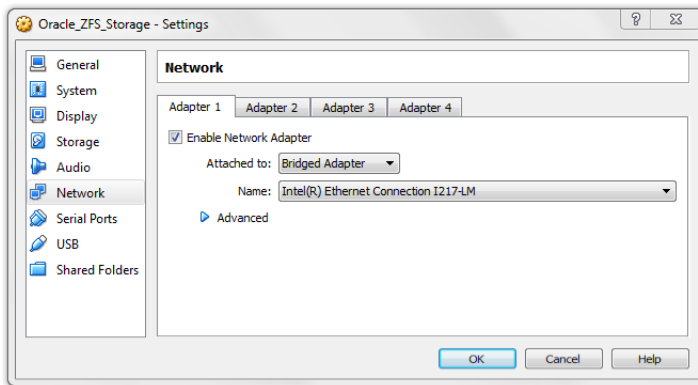 Oracle_ZFS_Storage - Settings
General
System
Display
Storage
Audio
Network
Serial Ports
USB
Shared Folders
Network
Adapter 1 Adapter 2 Adapter 3 Adapter 4
Enable Network Adapter
Attached to: Bridged Adapter
Name: Intel(R) Ethernet Connection I217-LM
Advanced
OK Cancel Help